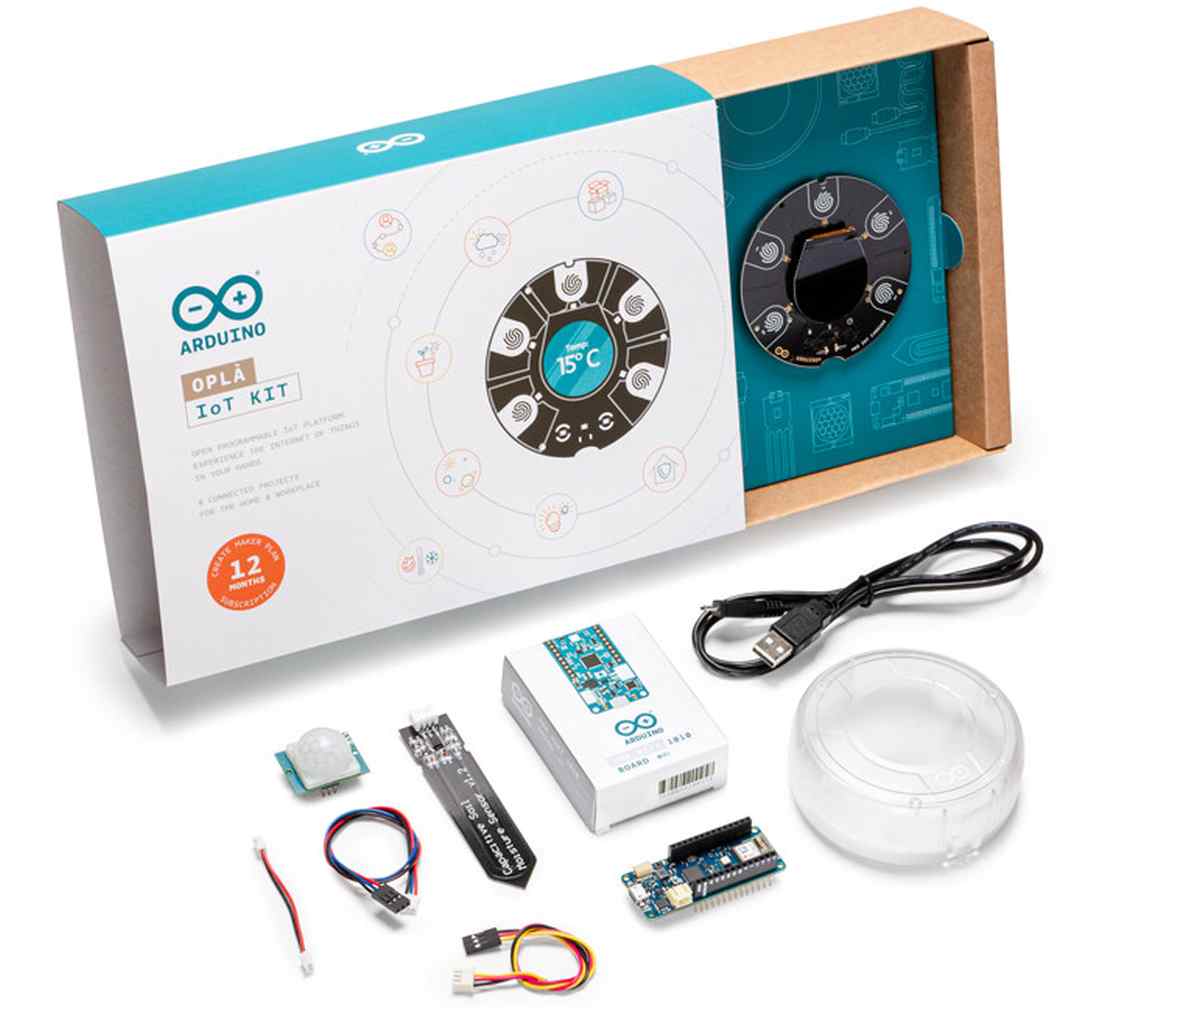 ARDUINO
OPLÀ
IoT KIT
OPEN PROGRAMMABLE IoT PLATFORM
EXPERIENCE THE INTERNET OF THINGS
IN YOUR HANDS
8 CONNECTED PROJECTS
FOR THE HOME & WORKPLACE
CREATE MAKER PLAN
12
MONTHS
SUBSCRIPTION
Temp:
15° C
ARDUINO
1010
BOARD WiFi
Capacitive Soil
Moisture Sensor v1.2